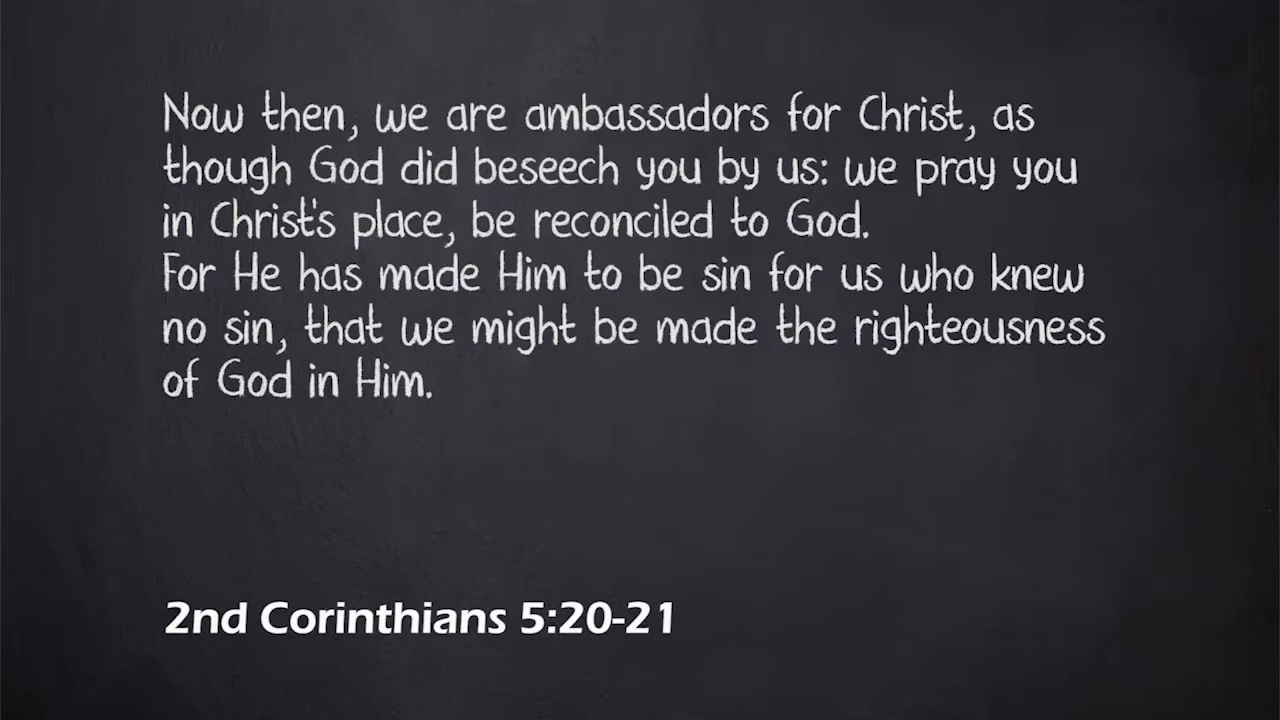 Now then, we are ambassadors for Christ, as
though God did beseech you by us: we pray you
in Christ's place, be reconciled to God.
For He has made Him to be sin for us who knew
no sin, that we might be made the righteousness
of God in Him.
2nd Corinthians 5:20-21